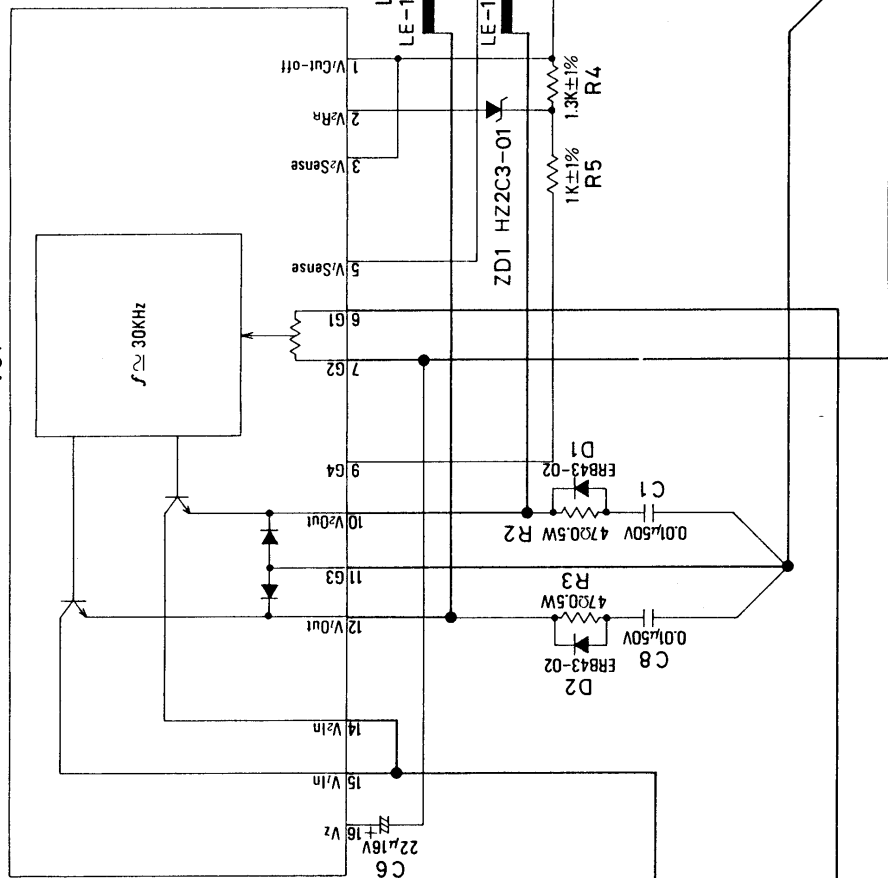 LE-1
LE-1
1 V₁Cut-off
2 V₂RR
3 V₂Sense
5 V₁Sense
6 G1
7 G2
9 G4
10 V₂Out
11 G3
12 V₁Out
14 V₂In
15 V₁In
16 Vz
f≃30KHz
1.3K±1%
R4
1K±1%
R5
ZD1 HZ2C3-01
D1
ERB43-02
R2 47Ω0.5W
C1
0.01μ50V
R3
47Ω0.5W
ERB43-02
D2
0.01μ50V
C8
+
22μ16V
C6